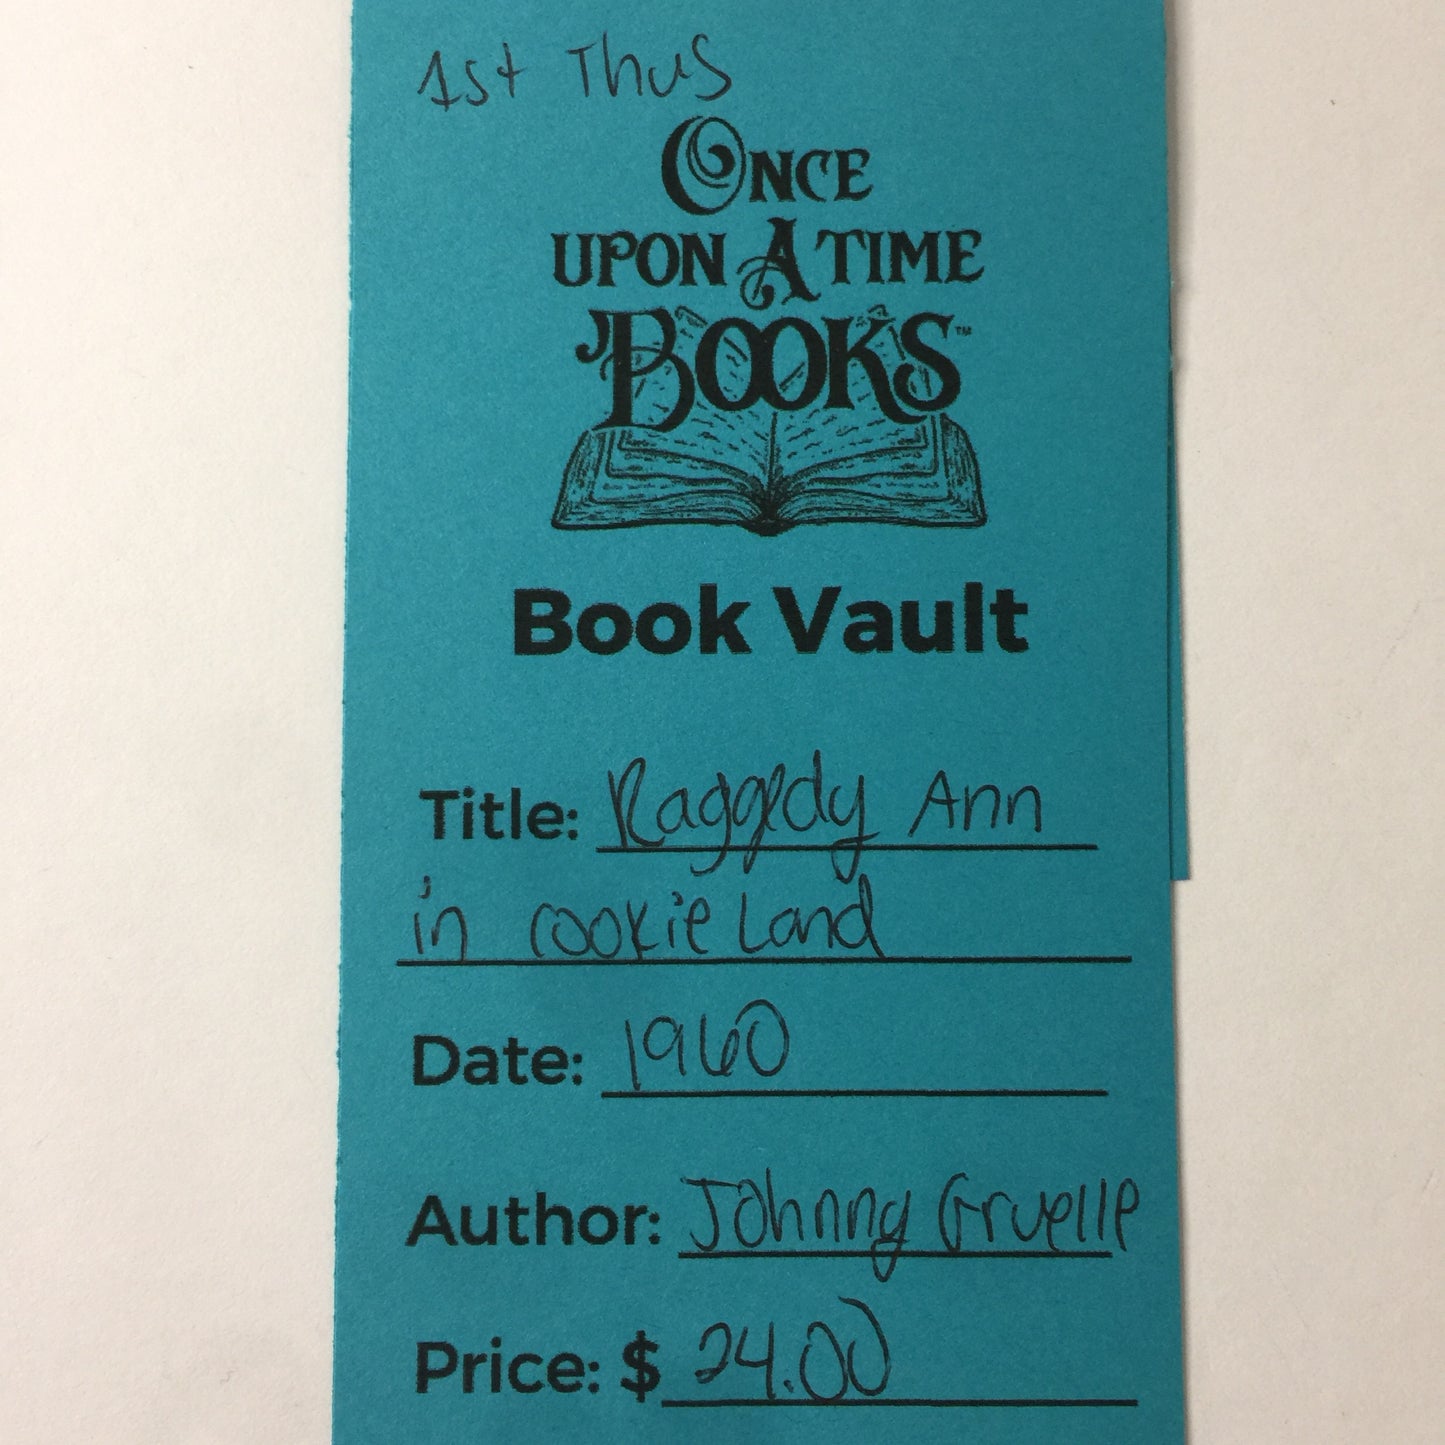 1st Thus
ONCE
UPON A TIME
BOOKS™
Book Vault
Title: Raggedy Ann
in cookie Land
Date: 1960
Author: Johnny Gruelle
Price: $ 24.00